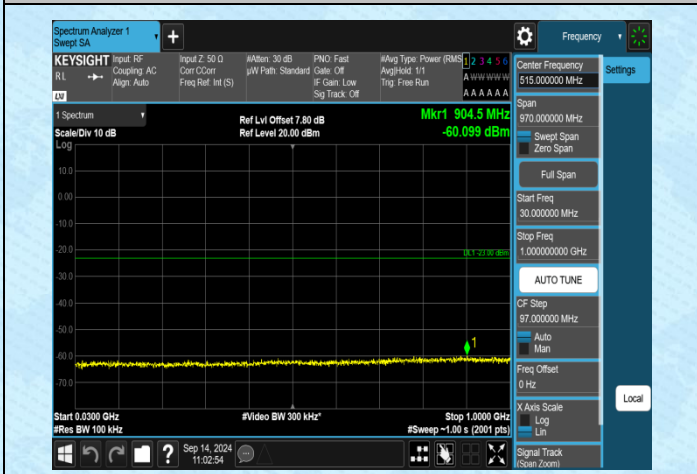 Spectrum Analyzer 1
Swept SA
+
Frequency
KEYSIGHT
RL
LXI
Input: RF
Coupling: AC
Align: Auto
Input Z: 50 Ω
Corr CCorr
Freq Ref: Int (S)
#Atten: 30 dB
µW Path: Standard
PNO: Fast
Gate: Off
IF Gain: Low
Sig Track: Off
#Avg Type: Power (RMS
Avg|Hold: 1/1
Trig: Free Run
1 2 3 4 5 6
A W W W W W
A A A A A A
1 Spectrum
Scale/Div 10 dB
Log
Ref Lvl Offset 7.80 dB
Ref Level 20.00 dBm
Mkr1 904.5 MHz
-60.099 dBm
10.0
0.00
-10.0
-20.0
DL1 -23.00 dBm
-30.0
-40.0
-50.0
1
-60.0
-70.0
Start 0.0300 GHz
#Res BW 100 kHz
#Video BW 300 kHz*
Stop 1.0000 GHz
#Sweep ~1.00 s (2001 pts)
Center Frequency
515.000000 MHz
Settings
Span
970.000000 MHz
Swept Span
Zero Span
Full Span
Start Freq
30.000000 MHz
Stop Freq
1.000000000 GHz
AUTO TUNE
CF Step
97.000000 MHz
Auto
Man
Freq Offset
0 Hz
X Axis Scale
Log
Lin
Local
Signal Track
(Span Zoom)
?
Sep 14, 2024
11:02:54